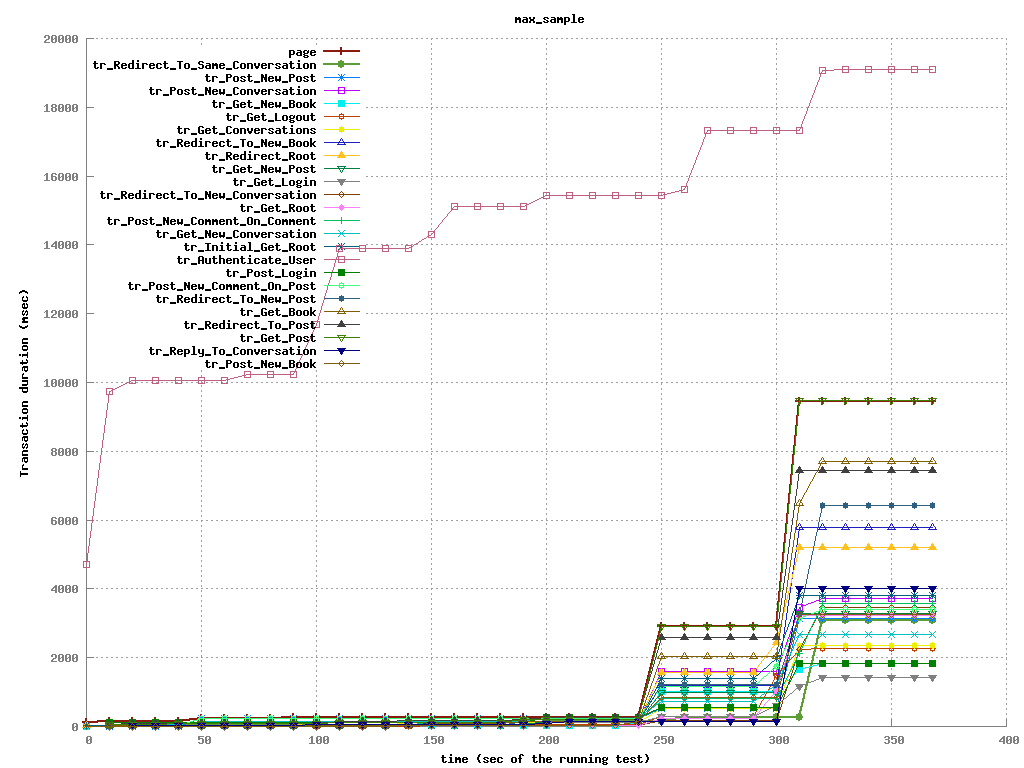 max_sample
20000
18000
16000
14000
12000
10000
8000
6000
4000
2000
0
Transaction duration (msec)
page
tr_Redirect_To_Same_Conversation
tr_Post_New_Post
tr_Post_New_Conversation
tr_Get_New_Book
tr_Get_Logout
tr_Get_Conversations
tr_Redirect_To_New_Book
tr_Redirect_Root
tr_Get_New_Post
tr_Get_Login
tr_Redirect_To_New_Conversation
tr_Get_Root
tr_Post_New_Comment_On_Comment
tr_Get_New_Conversation
tr_Initial_Get_Root
tr_Authenticate_User
tr_Post_Login
tr_Post_New_Comment_On_Post
tr_Redirect_To_New_Post
tr_Get_Book
tr_Redirect_To_Post
tr_Get_Post
tr_Reply_To_Conversation
tr_Post_New_Book
0 50 100 150 200 250 300 350 400
time (sec of the running test)